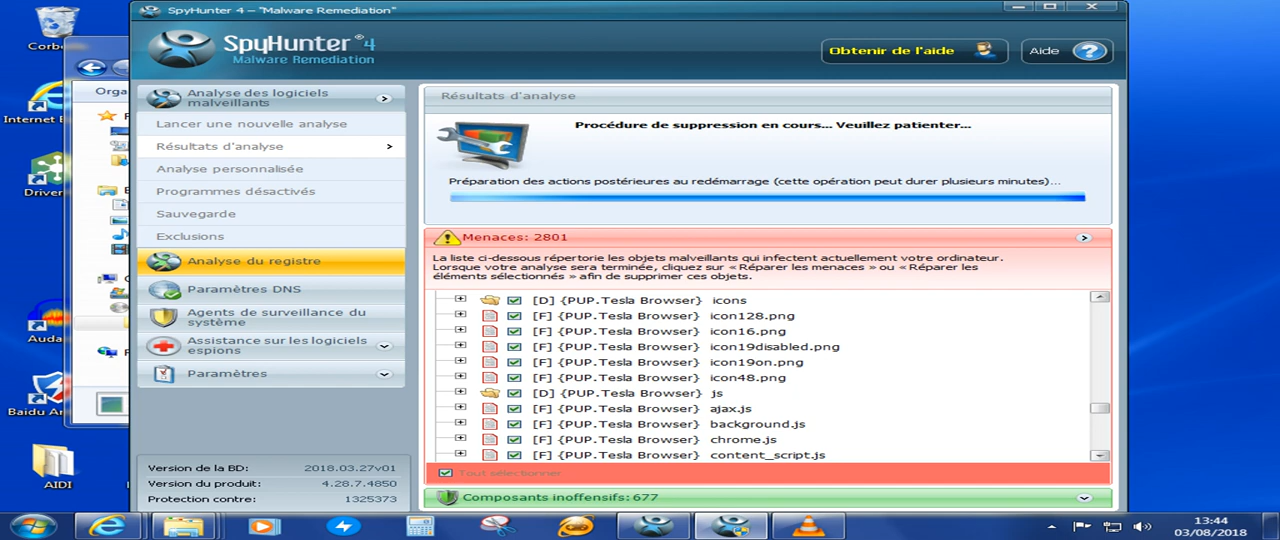 SpyHunter 4 – "Malware Remediation"
Corbe
SpyHunter®4
Malware Remediation
Obtenir de l'aide
Aide
Orga
Internet E
Driver
Auda
Baidu An
AIDI
Analyse des logiciels
malveillants
Lancer une nouvelle analyse
Résultats d'analyse
Analyse personnalisée
Programmes désactivés
Sauvegarde
Exclusions
Analyse du registre
Paramètres DNS
Agents de surveillance du
système
Assistance sur les logiciels
espions
Paramètres
Version de la BD: 2018.03.27v01
Version du produit: 4.28.7.4850
Protection contre: 1325373
Résultats d'analyse
Procédure de suppression en cours... Veuillez patienter...
Préparation des actions postérieures au redémarrage (cette opération peut durer plusieurs minutes)...
Menaces: 2801
La liste ci-dessous répertorie les objets malveillants qui infectent actuellement votre ordinateur.
Lorsque votre analyse sera terminée, cliquez sur « Réparer les menaces » ou « Réparer les
éléments sélectionnés » afin de supprimer ces objets.
[D] {PUP.Tesla Browser} icons
[F] {PUP.Tesla Browser} icon128.png
[F] {PUP.Tesla Browser} icon16.png
[F] {PUP.Tesla Browser} icon19disabled.png
[F] {PUP.Tesla Browser} icon19on.png
[F] {PUP.Tesla Browser} icon48.png
[D] {PUP.Tesla Browser} js
[F] {PUP.Tesla Browser} ajax.js
[F] {PUP.Tesla Browser} background.js
[F] {PUP.Tesla Browser} chrome.js
[F] {PUP.Tesla Browser} content_script.js
Tout sélectionner
Composants inoffensifs: 677
13:44
03/08/2018